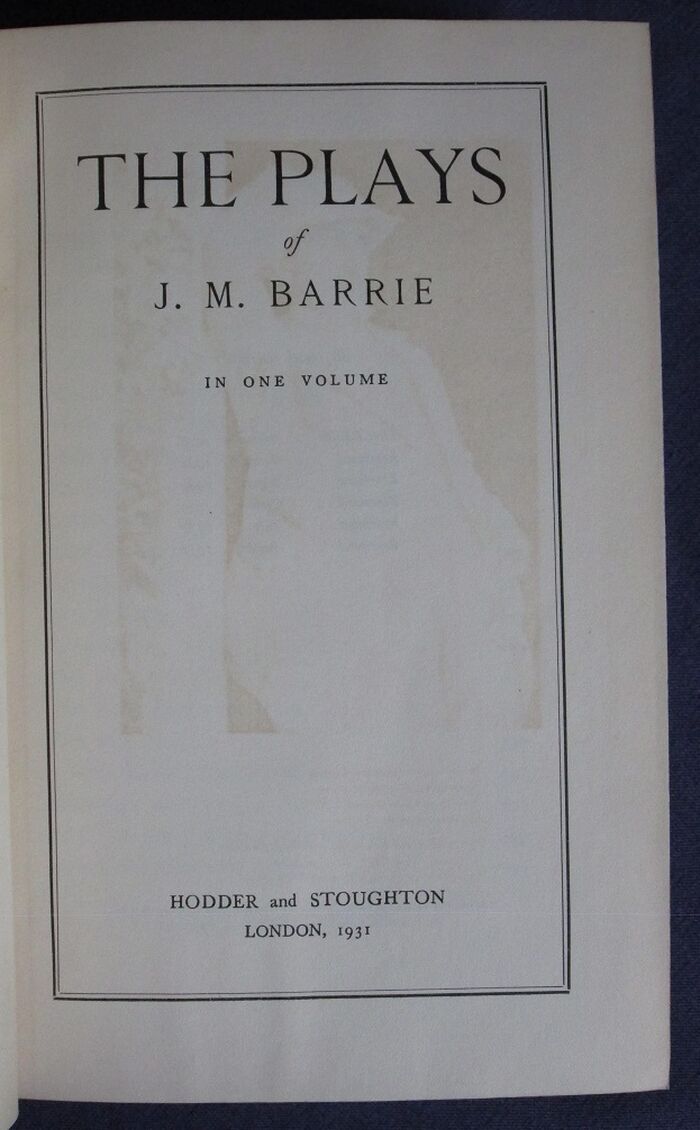 THE PLAYS
of
J. M. BARRIE
IN ONE VOLUME
HODDER and STOUGHTON
LONDON, 1931